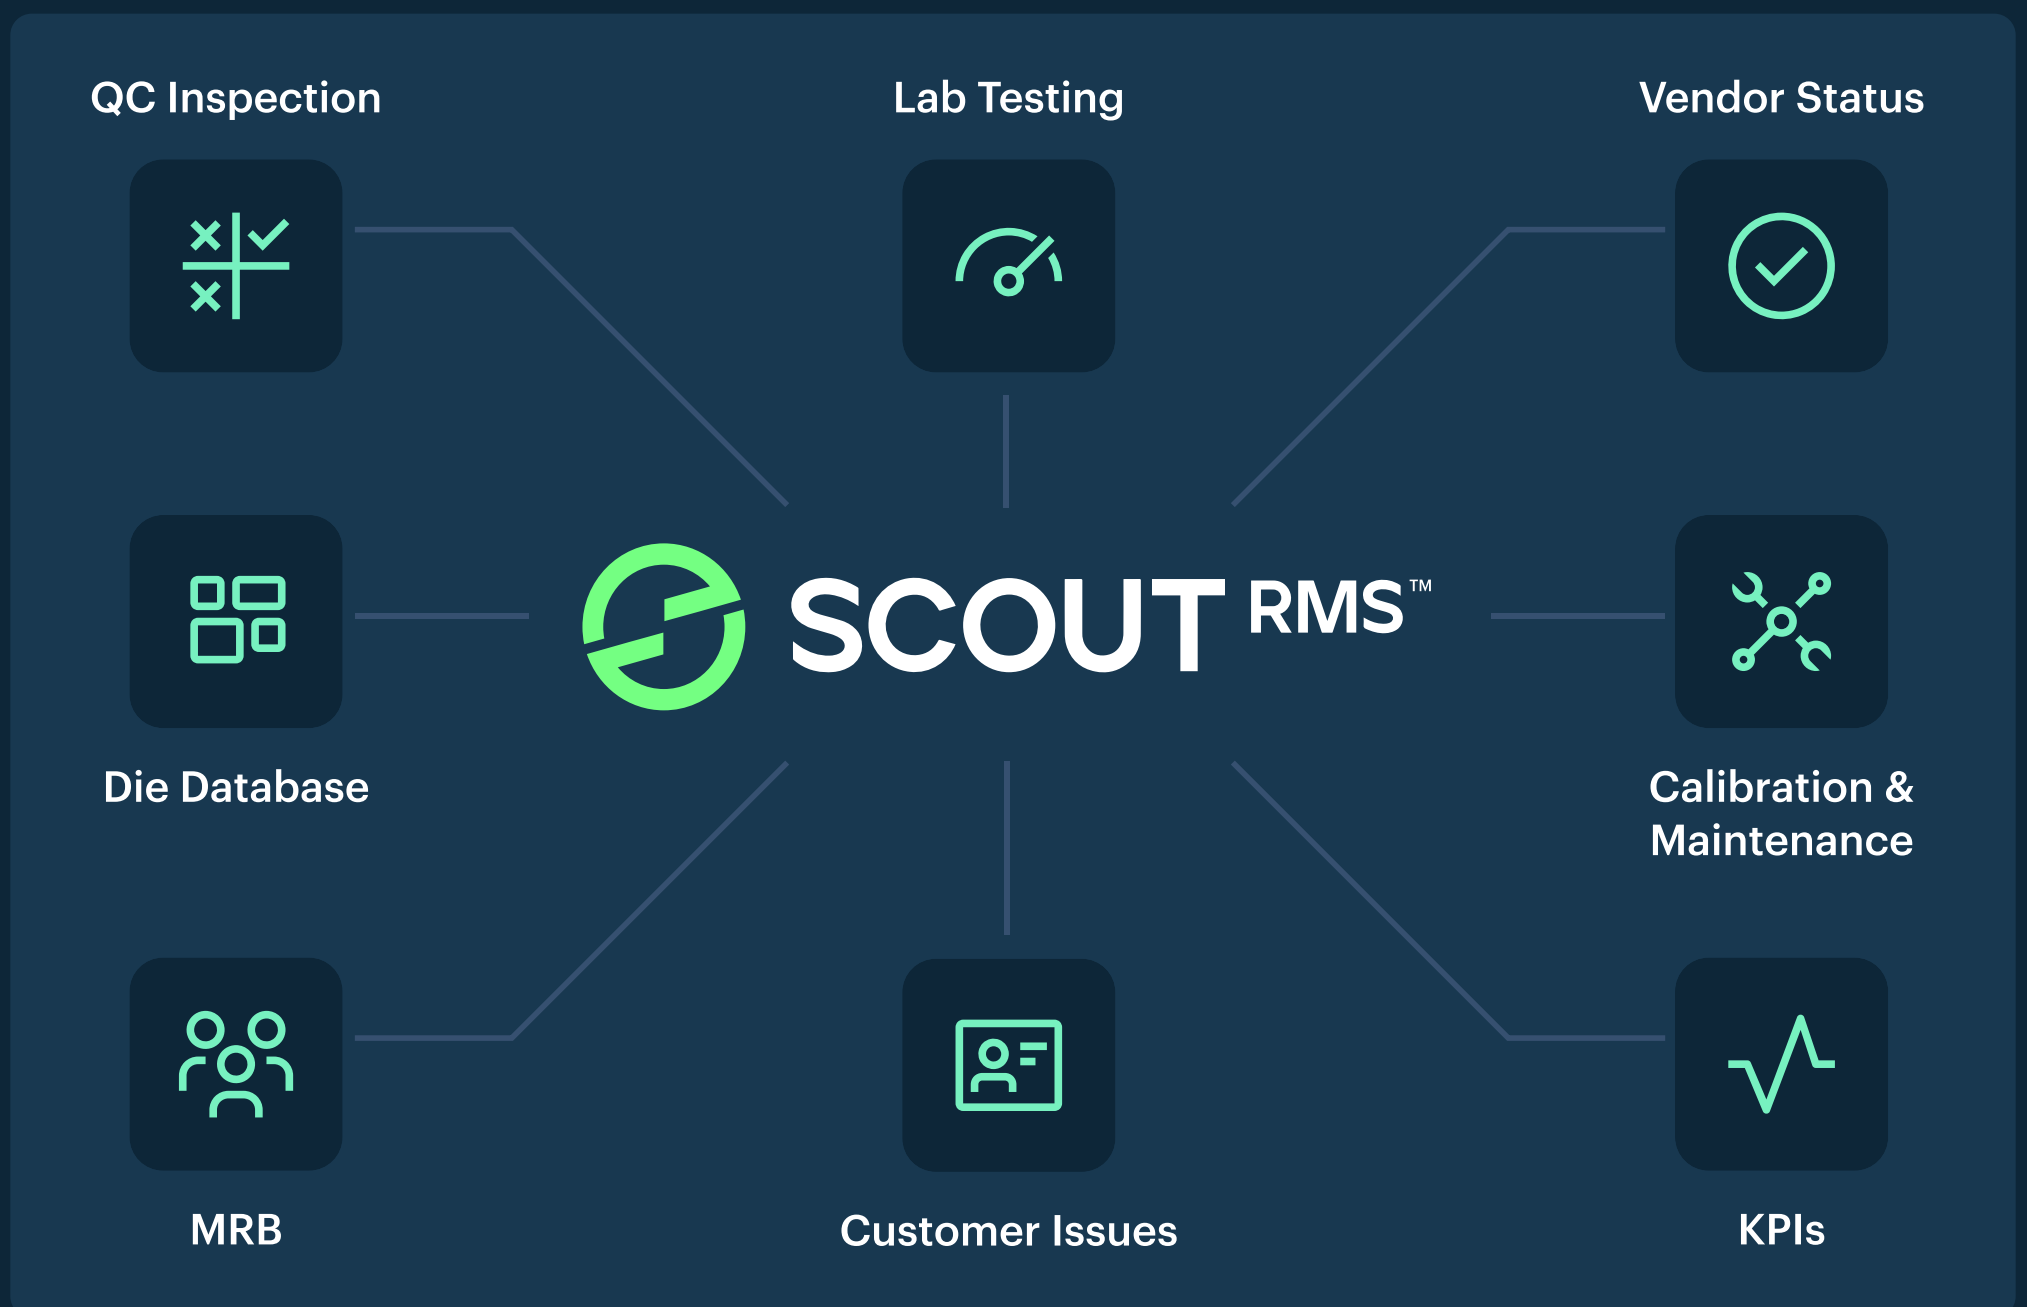 QC Inspection
Lab Testing
Vendor Status
SCOUT RMS™
Die Database
Calibration &
Maintenance
MRB
Customer Issues
KPIs